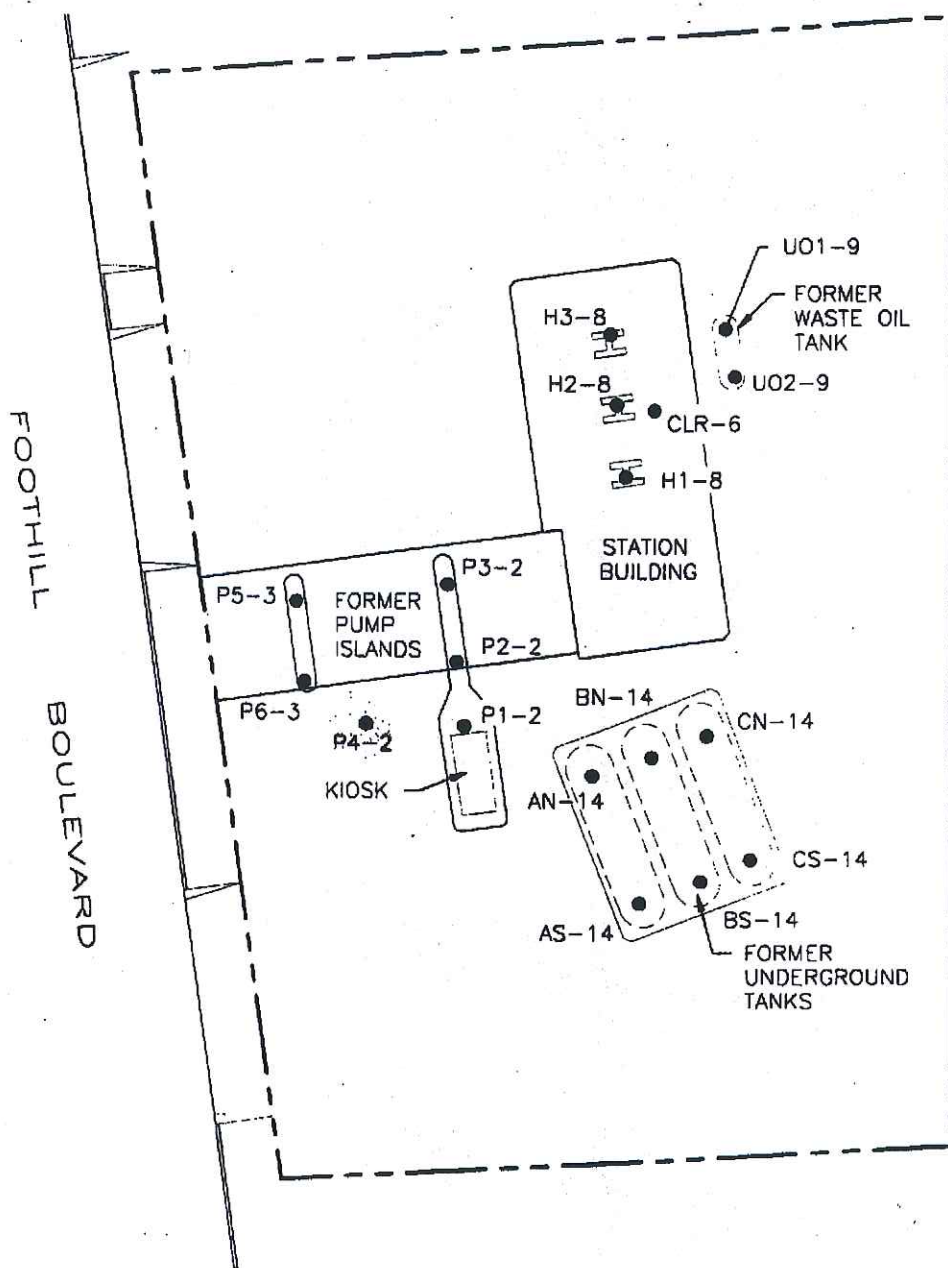 UO1-9
FORMER
WASTE OIL
TANK
H3-8
UO2-9
H2-8
CLR-6
H1-8
FOOTHILL
BOULEVARD
STATION
BUILDING
P3-2
P5-3
FORMER
PUMP
ISLANDS
P2-2
P6-3
P1-2
P4-2
KIOSK
BN-14
CN-14
AN-14
CS-14
AS-14
BS-14
FORMER
UNDERGROUND
TANKS